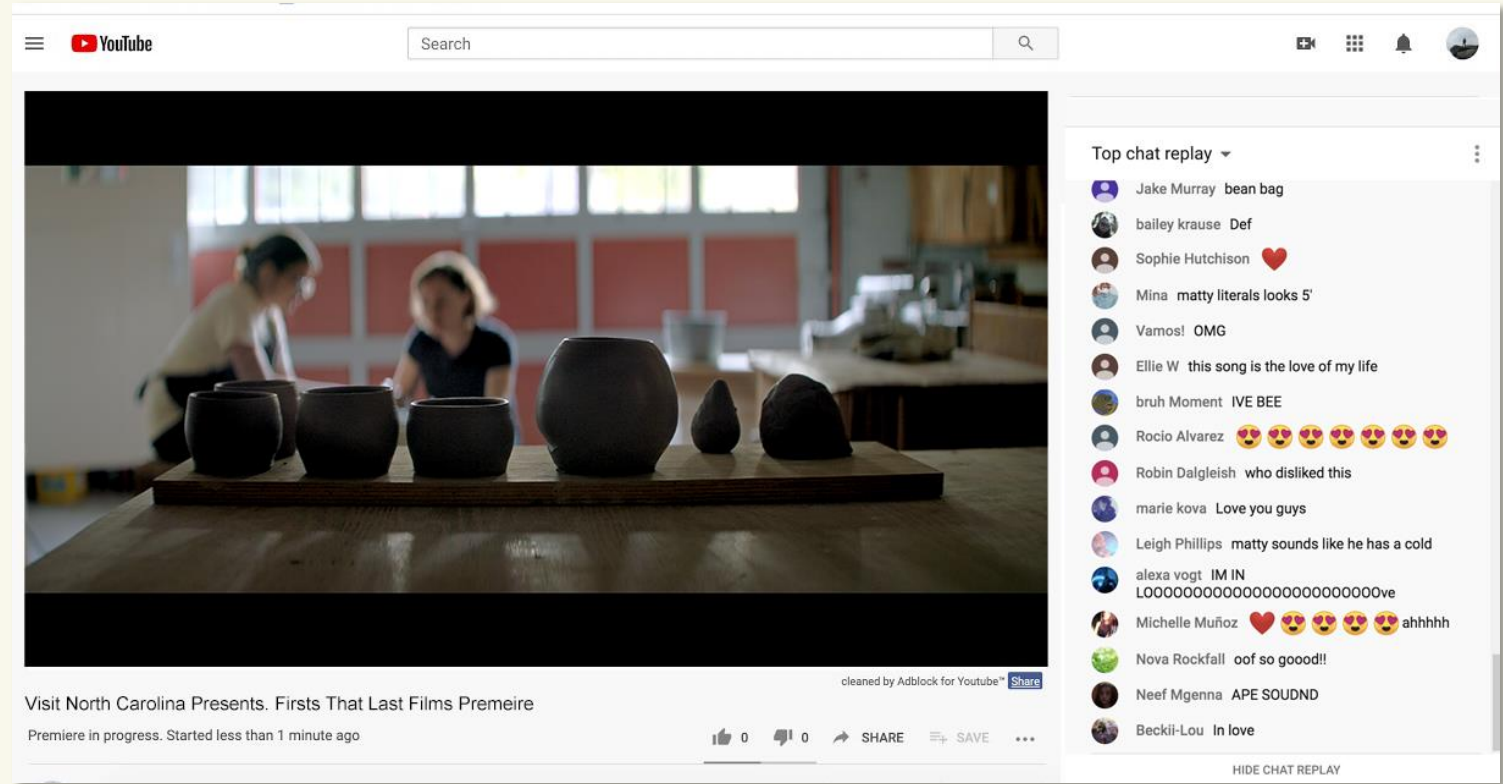 YouTube
Search
Top chat replay
Jake Murray bean bag
bailey krause Def
Sophie Hutchison ❤️
Mina matty literals looks 5'
Vamos! OMG
Ellie W this song is the love of my life
bruh Moment IVE BEE
Rocio Alvarez 😍😍😍😍😍😍😍
Robin Dalgleish who disliked this
marie kova Love you guys
Leigh Phillips matty sounds like he has a cold
alexa vogt IM IN
LOOOOOOOOOOOOOOOOOOOOOOOOve
Michelle Muñoz ❤️😍😍😍😍 ahhhhh
Nova Rockfall oof so goood!!
Neef Mgenna APE SOUDND
Beckii-Lou In love
HIDE CHAT REPLAY
cleaned by Adblock for Youtube™ Share
Visit North Carolina Presents. Firsts That Last Films Premeire
Premiere in progress. Started less than 1 minute ago
0 0 SHARE SAVE